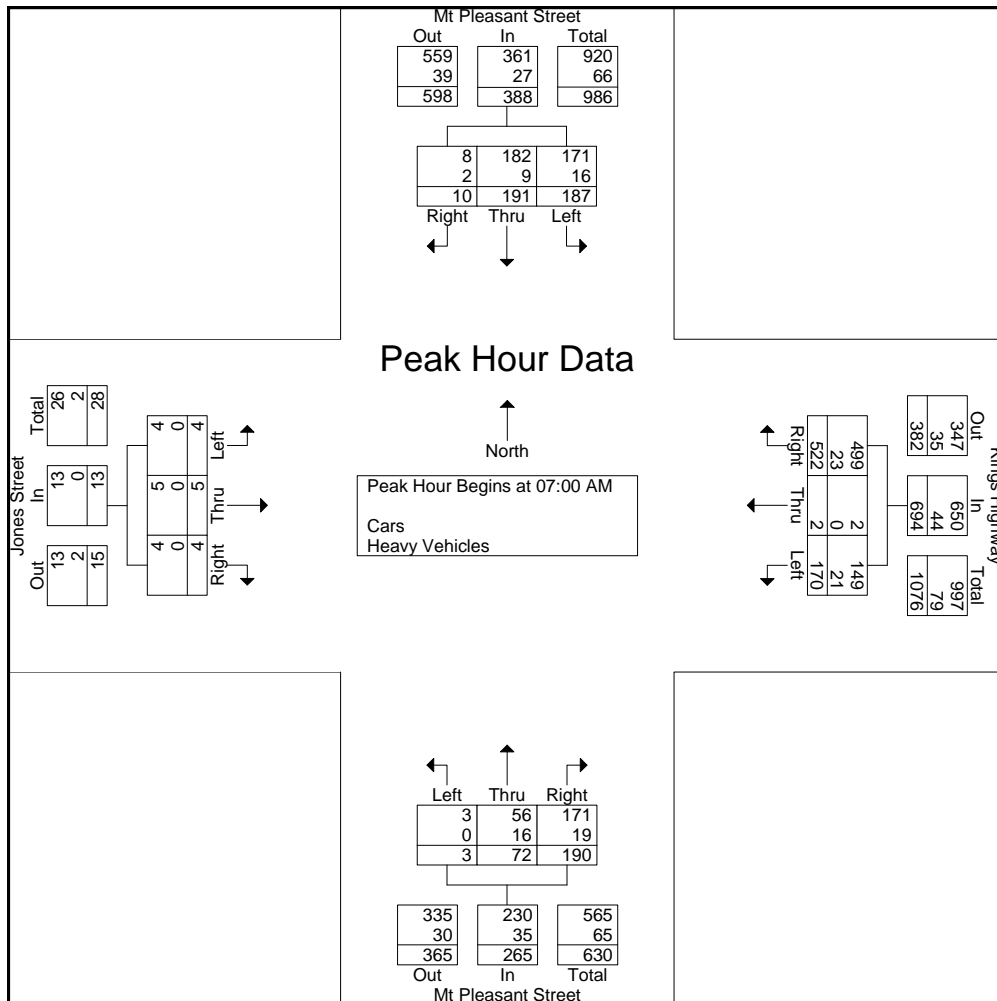 Mt Pleasant Street
Out In Total
559 361 920
39 27 66
598 388 986
8 182 171
2 9 16
10 191 187
Right Thru Left
Peak Hour Data
North
Peak Hour Begins at 07:00 AM
Cars
Heavy Vehicles
Jones Street
Out In Total
13 13 26
2 0 2
15 13 28
4 5 4
0 0 0
4 5 4
Right Thru Left
Kings Highway
Out In Total
347 650 997
35 44 79
382 694 1076
499 2 149
23 0 21
522 2 170
Right Thru Left
Left Thru Right
3 56 171
0 16 19
3 72 190
335 230 565
30 35 65
365 265 630
Out In Total
Mt Pleasant Street